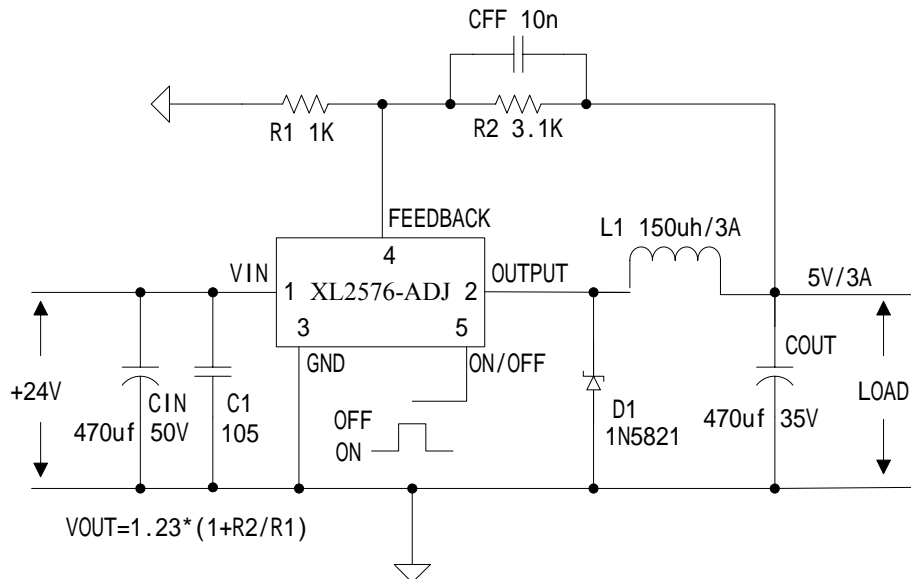 CFF 10n
R1 1K
R2 3.1K
FEEDBACK
L1 150uh/3A
4
VIN
OUTPUT
5V/3A
1 XL2576-ADJ 2
3
5
GND
ON/OFF
COUT
+24V
CIN
C1
D1
LOAD
470uf 50V
105
OFF
ON
1N5821
470uf 35V
VOUT=1.23*(1+R2/R1)